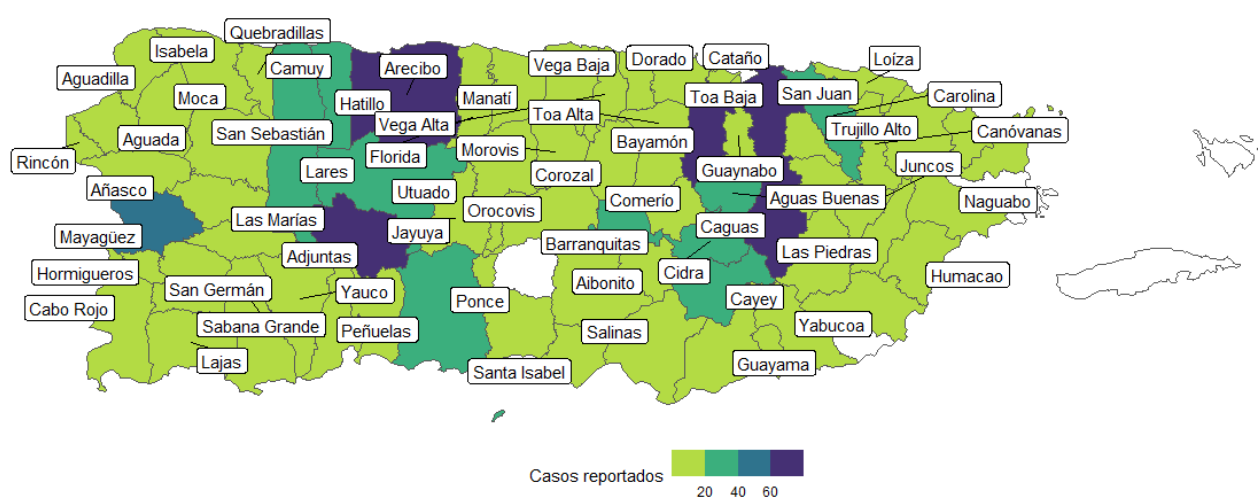 Quebradillas
Isabela
Camuy
Arecibo
Vega Baja
Dorado
Cataño
Loíza
Aguadilla
Moca
Hatillo
Manatí
Toa Baja
San Juan
Carolina
Vega Alta
Toa Alta
Aguada
San Sebastián
Bayamón
Trujillo Alto
Canóvanas
Rincón
Florida
Morovis
Lares
Corozal
Guaynabo
Juncos
Añasco
Utuado
Comerío
Aguas Buenas
Naguabo
Las Marías
Orocovis
Mayagüez
Jayuya
Barranquitas
Caguas
Adjuntas
Las Piedras
Hormigueros
Cidra
Humacao
San Germán
Yauco
Aibonito
Cabo Rojo
Ponce
Cayey
Sabana Grande
Peñuelas
Salinas
Yabucoa
Lajas
Santa Isabel
Guayama
Casos reportados
20 40 60